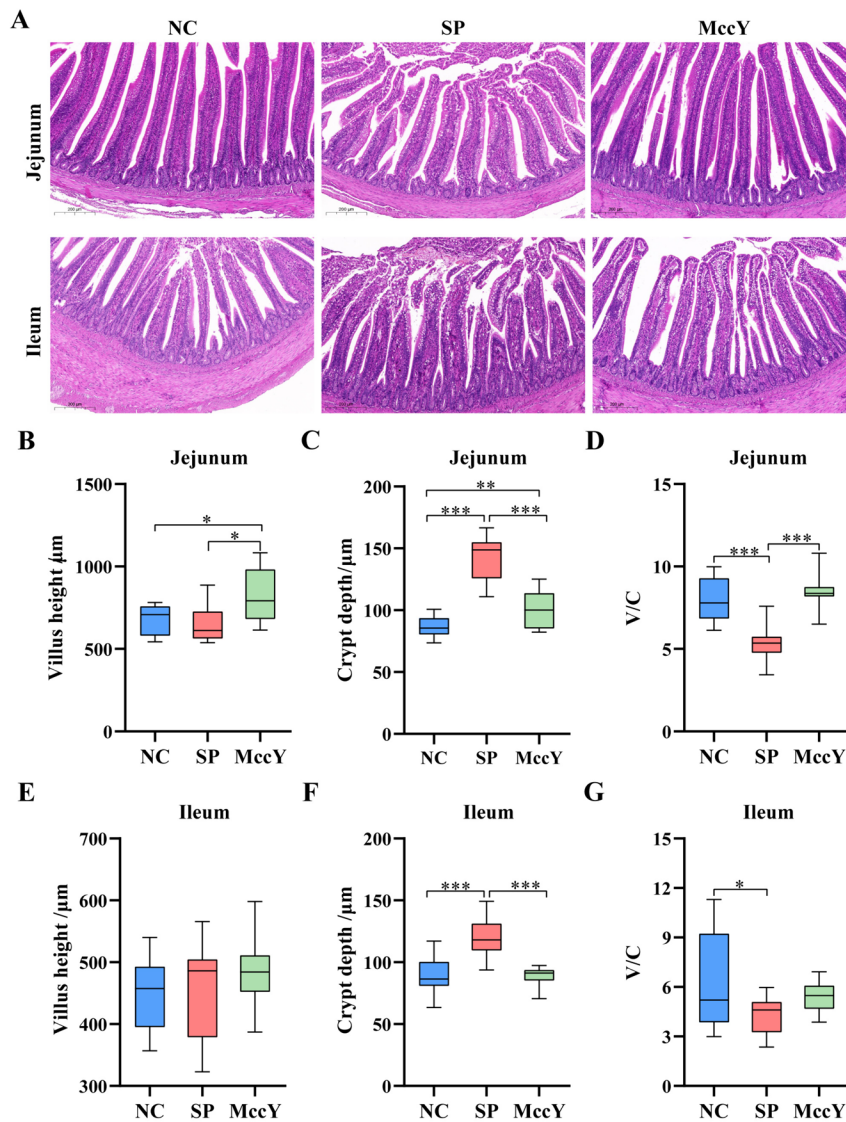 A
NC SP MccY
Jejunum
200 μm
Ileum
B
Jejunum
Villus height /μm
1500
1000
500
0
*
*
NC SP MccY
C
Jejunum
Crypt depth/μm
200
150
100
50
0
**
*** ***
NC SP MccY
D
Jejunum
V/C
15
10
5
0
*** ***
NC SP MccY
E
Ileum
Villus height /μm
700
600
500
400
300
NC SP MccY
F
Ileum
Crypt depth /μm
200
150
100
50
0
*** ***
NC SP MccY
G
Ileum
V/C
15
12
9
6
3
0
*
NC SP MccY